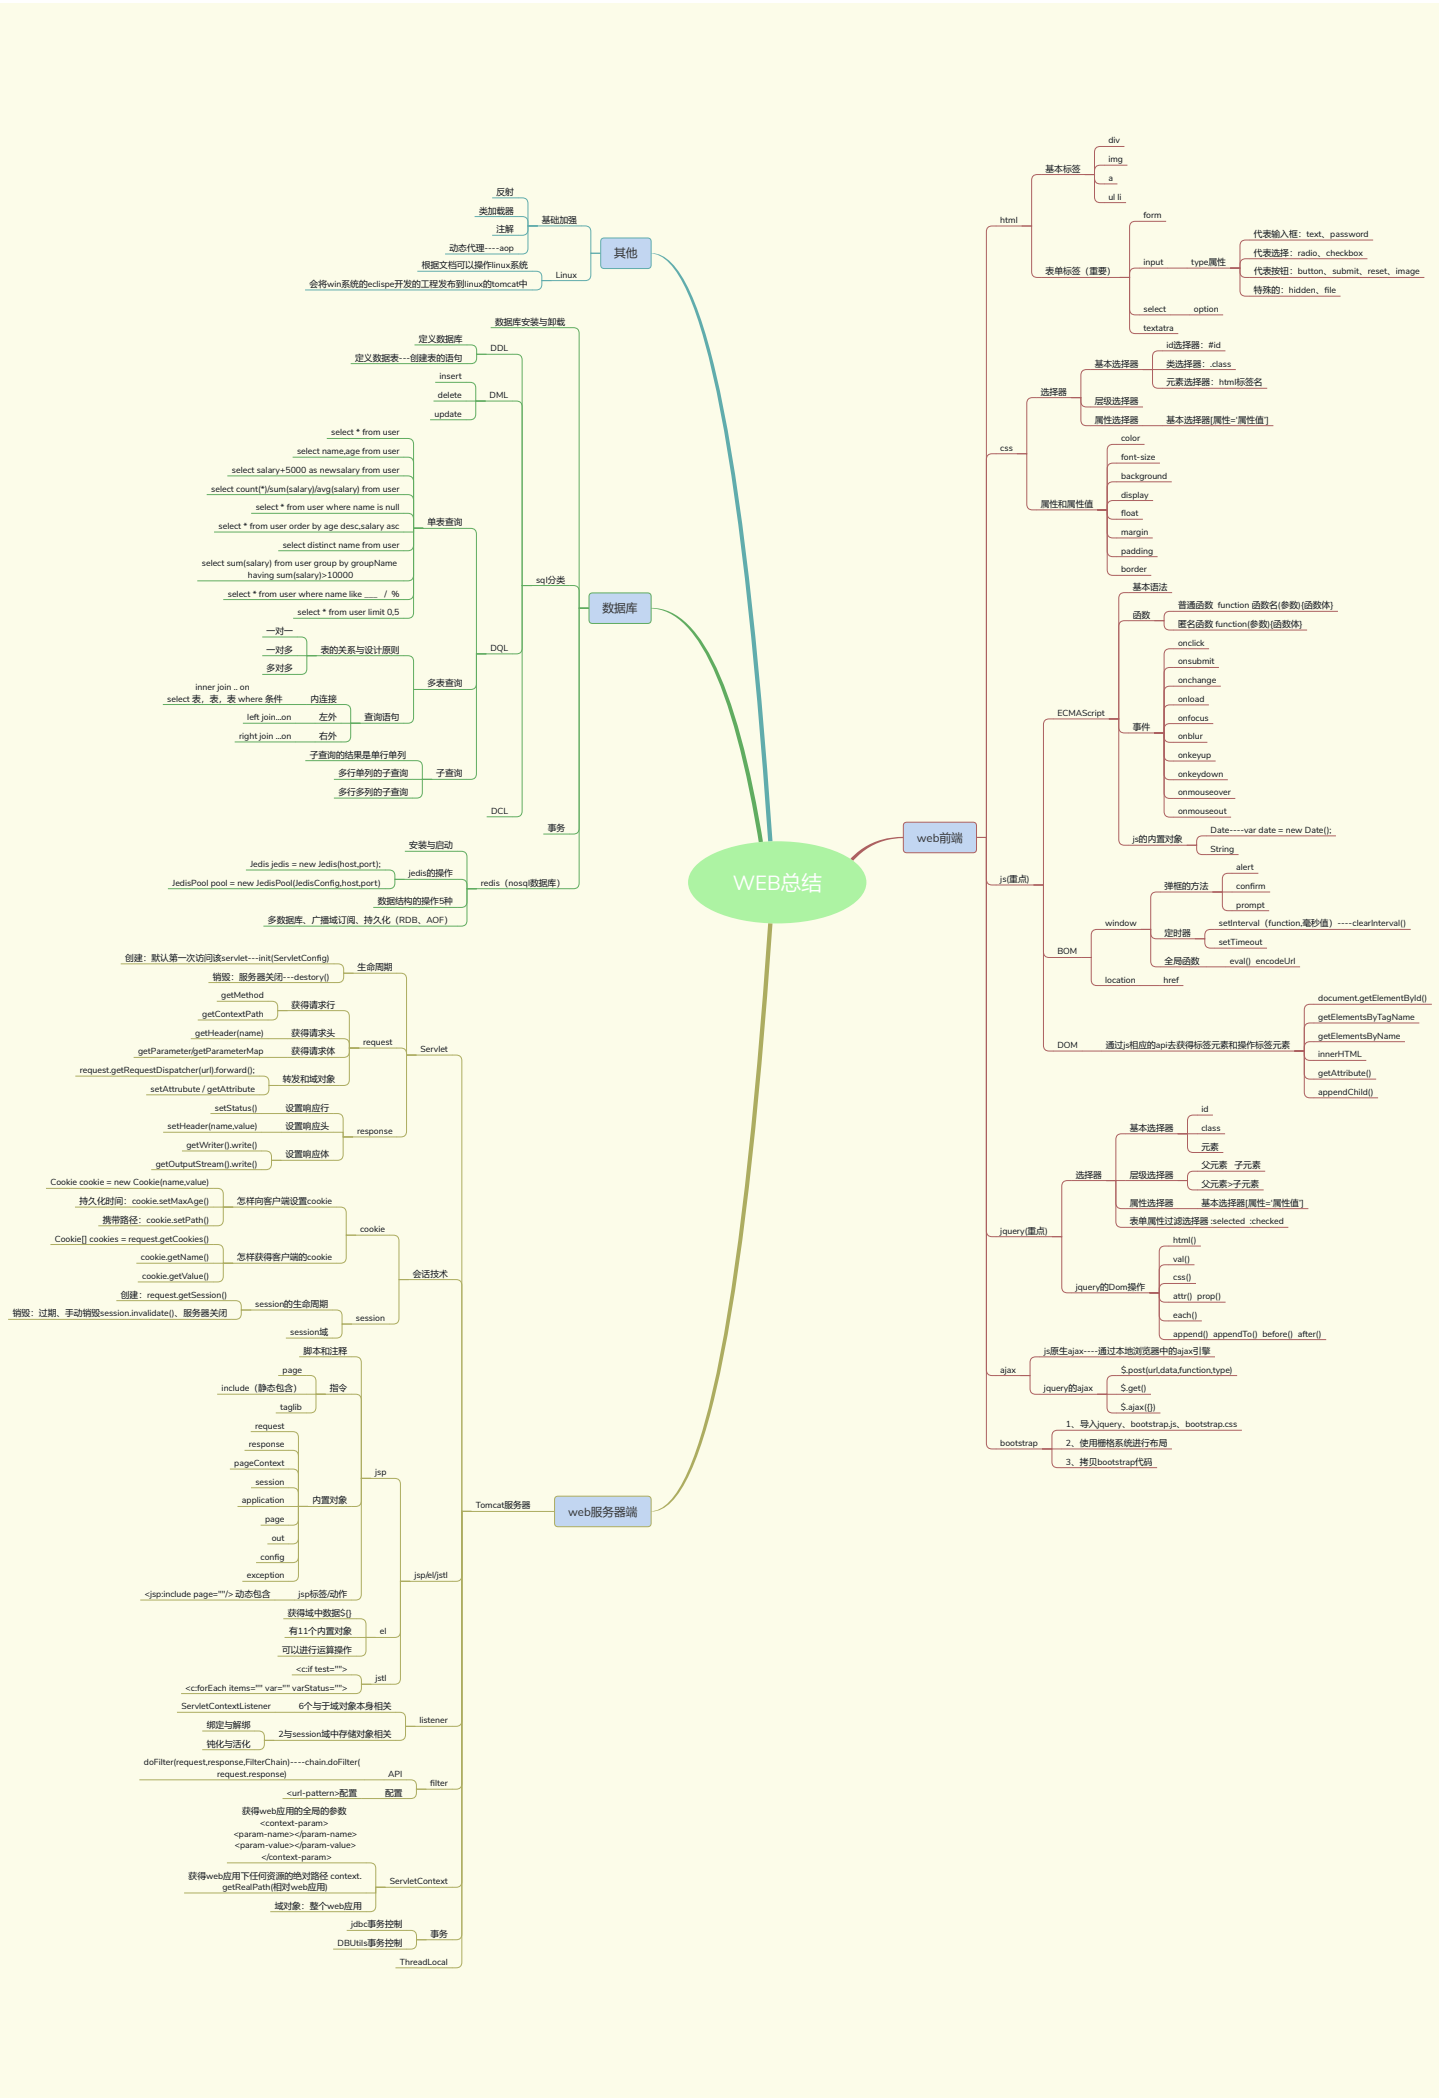 WEB总结
web前端
html
基本标签
div
img
a
ul li
表单标签（重要）
form
input
type属性
代表输入框：text、password
代表选择：radio、checkbox
代表按钮：button、submit、reset、image
特殊的：hidden、file
select
option
textatra
css
选择器
基本选择器
id选择器：#id
类选择器：.class
元素选择器：html标签名
层级选择器
属性选择器
基本选择器[属性='属性值']
属性和属性值
color
font-size
background
display
float
margin
padding
border
js(重点)
ECMAScript
基本语法
函数
普通函数 function 函数名(参数){函数体}
匿名函数 function(参数){函数体}
事件
onclick
onsubmit
onchange
onload
onfocus
onblur
onkeyup
onkeydown
onmouseover
onmouseout
js的内置对象
Date----var date = new Date();
String
BOM
window
弹框的方法
alert
confirm
prompt
定时器
setInterval（function,毫秒值）----clearInterval()
setTimeout
全局函数
eval() encodeUrl
location
href
DOM
通过js相应的api去获得标签元素和操作标签元素
document.getElementById()
getElementsByTagName
getElementsByName
innerHTML
getAttribute()
appendChild()
jquery(重点)
选择器
基本选择器
id
class
元素
层级选择器
父元素 子元素
父元素>子元素
属性选择器
基本选择器[属性='属性值']
表单属性过滤选择器 :selected :checked
jquery的Dom操作
html()
val()
css()
attr() prop()
each()
append() appendTo() before() after()
ajax
js原生ajax----通过本地浏览器中的ajax引擎
jquery的ajax
$.post(url,data,function,type)
$.get()
$.ajax({})
bootstrap
1、导入jquery、bootstrap.js、bootstrap.css
2、使用栅格系统进行布局
3、拷贝bootstrap代码
其他
基础加强
反射
类加载器
注解
动态代理----aop
Linux
根据文档可以操作linux系统
会将win系统的eclispe开发的工程发布到linux的tomcat中
数据库
数据库安装与卸载
sql分类
DDL
定义数据库
定义数据表---创建表的语句
DML
insert
delete
update
DQL
单表查询
select * from user
select name,age from user
select salary+5000 as newsalary from user
select count(*)/sum(salary)/avg(salary) from user
select * from user where name is null
select * from user order by age desc,salary asc
select distinct name from user
select sum(salary) from user group by groupName
having sum(salary)>10000
select * from user where name like ___ / %
select * from user limit 0,5
多表查询
表的关系与设计原则
一对一
一对多
多对多
查询语句
内连接
inner join .. on
select 表，表，表 where 条件
左外
left join...on
右外
right join ...on
子查询
子查询的结果是单行单列
多行单列的子查询
多行多列的子查询
DCL
事务
redis（nosql数据库）
安装与启动
jedis的操作
Jedis jedis = new Jedis(host,port);
JedisPool pool = new JedisPool(JedisConfig,host,port)
数据结构的操作5种
多数据库、广播域订阅、持久化（RDB、AOF）
web服务器端
Tomcat服务器
Servlet
生命周期
创建：默认第一次访问该servlet---init(ServletConfig)
销毁：服务器关闭---destory()
request
获得请求行
getMethod
getContextPath
获得请求头
getHeader(name)
获得请求体
getParameter/getParameterMap
转发和域对象
request.getRequestDispatcher(url).forward();
setAttrubute / getAttribute
response
设置响应行
setStatus()
设置响应头
setHeader(name,value)
设置响应体
getWriter().write()
getOutputStream().write()
会话技术
cookie
怎样向客户端设置cookie
Cookie cookie = new Cookie(name,value)
持久化时间：cookie.setMaxAge()
携带路径：cookie.setPath()
怎样获得客户端的cookie
Cookie[] cookies = request.getCookies()
cookie.getName()
cookie.getValue()
session
session的生命周期
创建：request.getSession()
销毁：过期、手动销毁session.invalidate()、服务器关闭
session域
jsp/el/jstl
jsp
脚本和注释
指令
page
include（静态包含）
taglib
内置对象
request
response
pageContext
session
application
page
out
config
exception
jsp标签/动作
<jsp:include page=""/> 动态包含
el
获得域中数据${}
有11个内置对象
可以进行运算操作
jstl
<c:if test="">
<c:forEach items="" var="" varStatus="">
listener
6个与于域对象本身相关
ServletContextListener
2与session域中存储对象相关
绑定与解绑
钝化与活化
filter
API
doFilter(request,response,FilterChain)----chain.doFilter(
request.response)
配置
<url-pattern>配置
ServletContext
获得web应用的全局的参数
<context-param>
<param-name></param-name>
<param-value></param-value>
</context-param>
获得web应用下任何资源的绝对路径 context.
getRealPath(相对web应用)
域对象：整个web应用
事务
jdbc事务控制
DBUtils事务控制
ThreadLocal